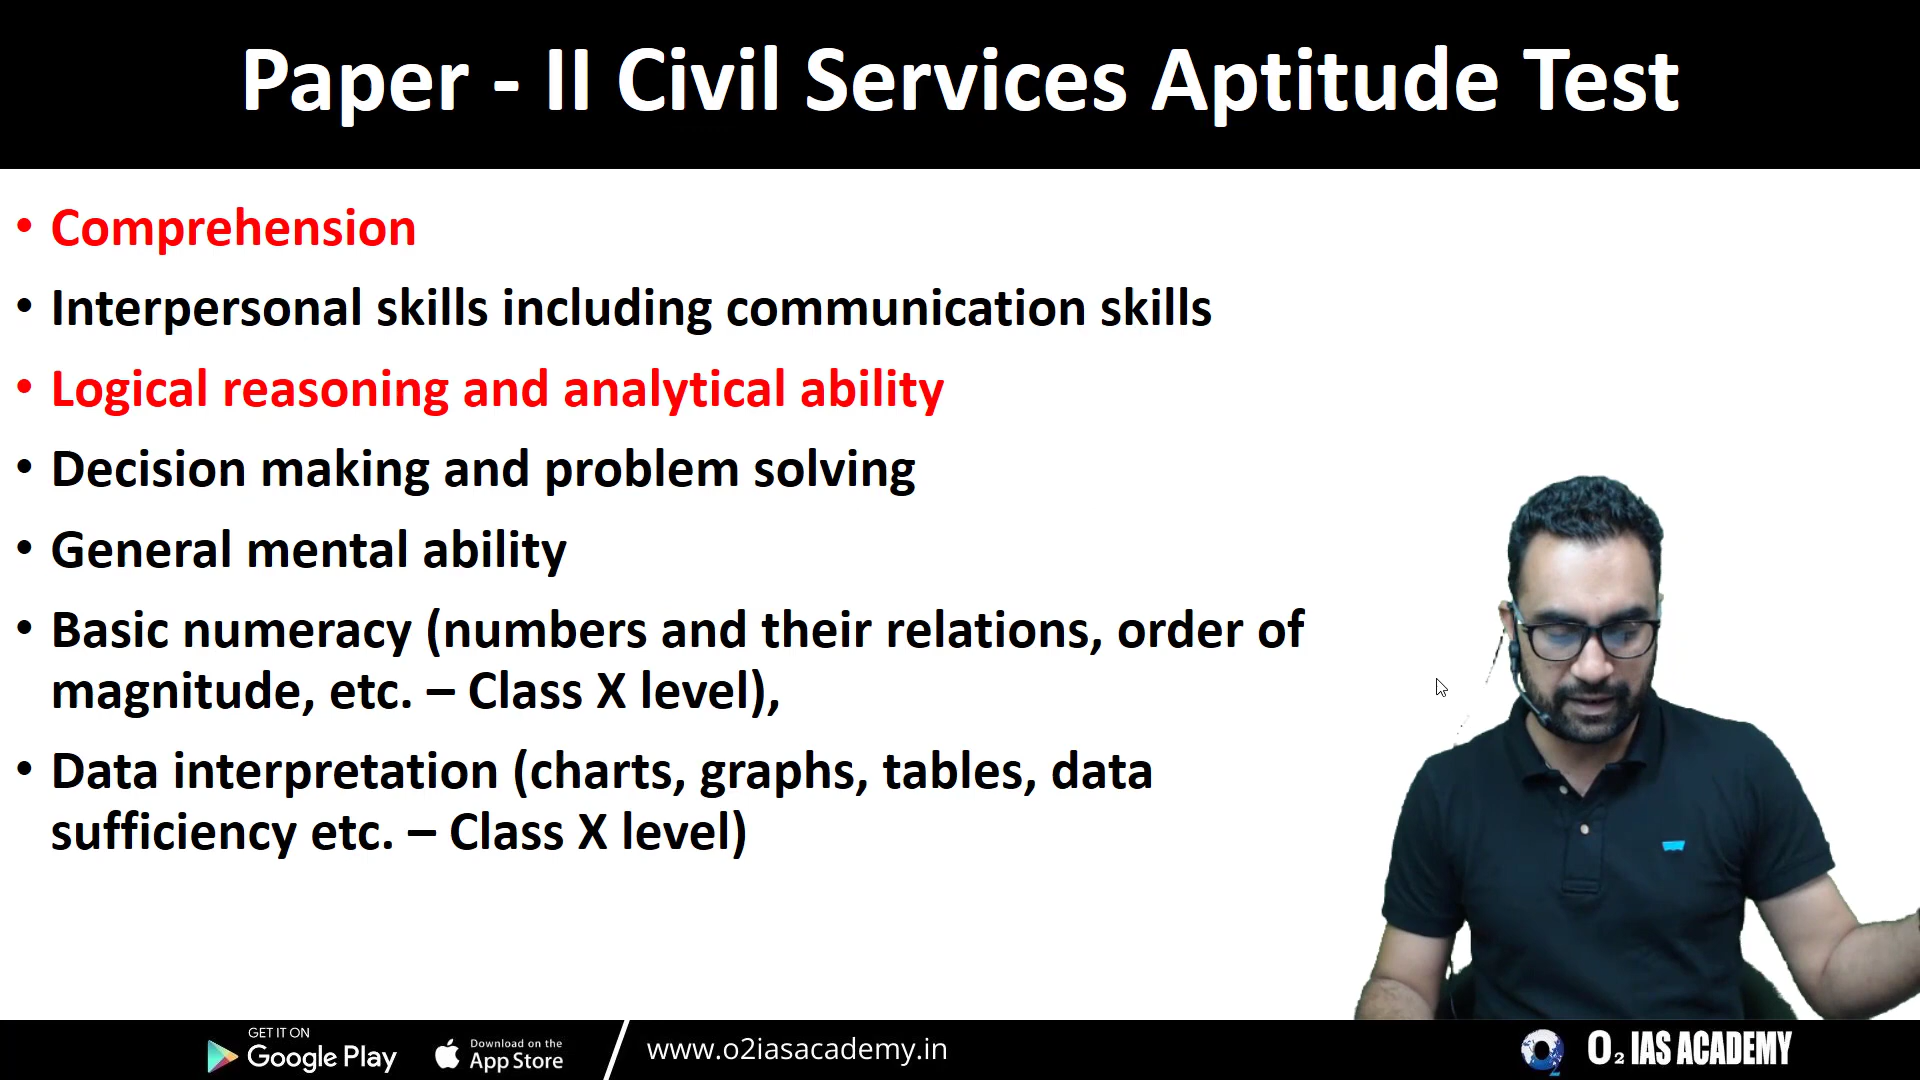 Paper - II Civil Services Aptitude Test
• Comprehension
• Interpersonal skills including communication skills
• Logical reasoning and analytical ability
• Decision making and problem solving
• General mental ability
• Basic numeracy (numbers and their relations, order of
magnitude, etc. – Class X level),
• Data interpretation (charts, graphs, tables, data
sufficiency etc. – Class X level)
GET IT ON
Google Play
Download on the
App Store
www.o2iasacademy.in
O₂ IAS ACADEMY